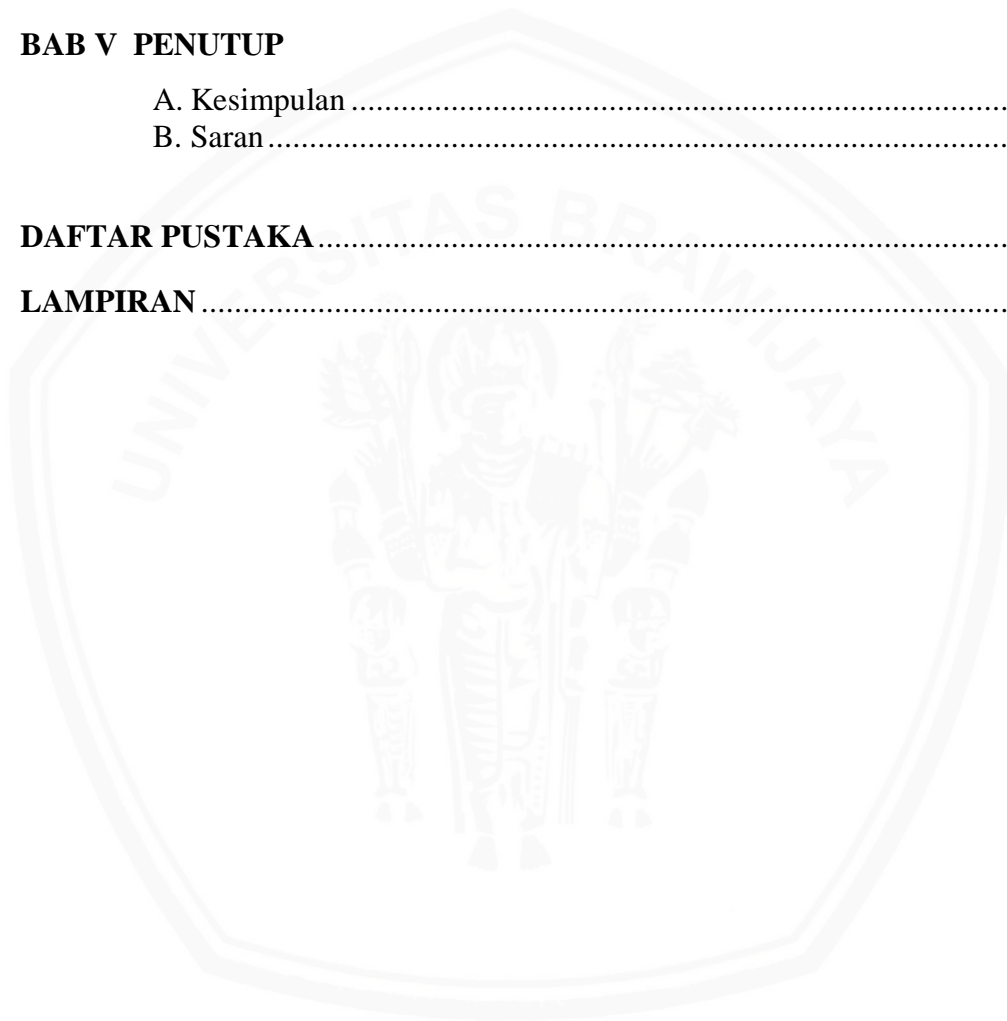 BAB V PENUTUP
A. Kesimpulan ................................................................................
B. Saran ..........................................................................................
DAFTAR PUSTAKA ...................................................................................
LAMPIRAN .................................................................................................
UNIVERSITAS BRAWIJAYA